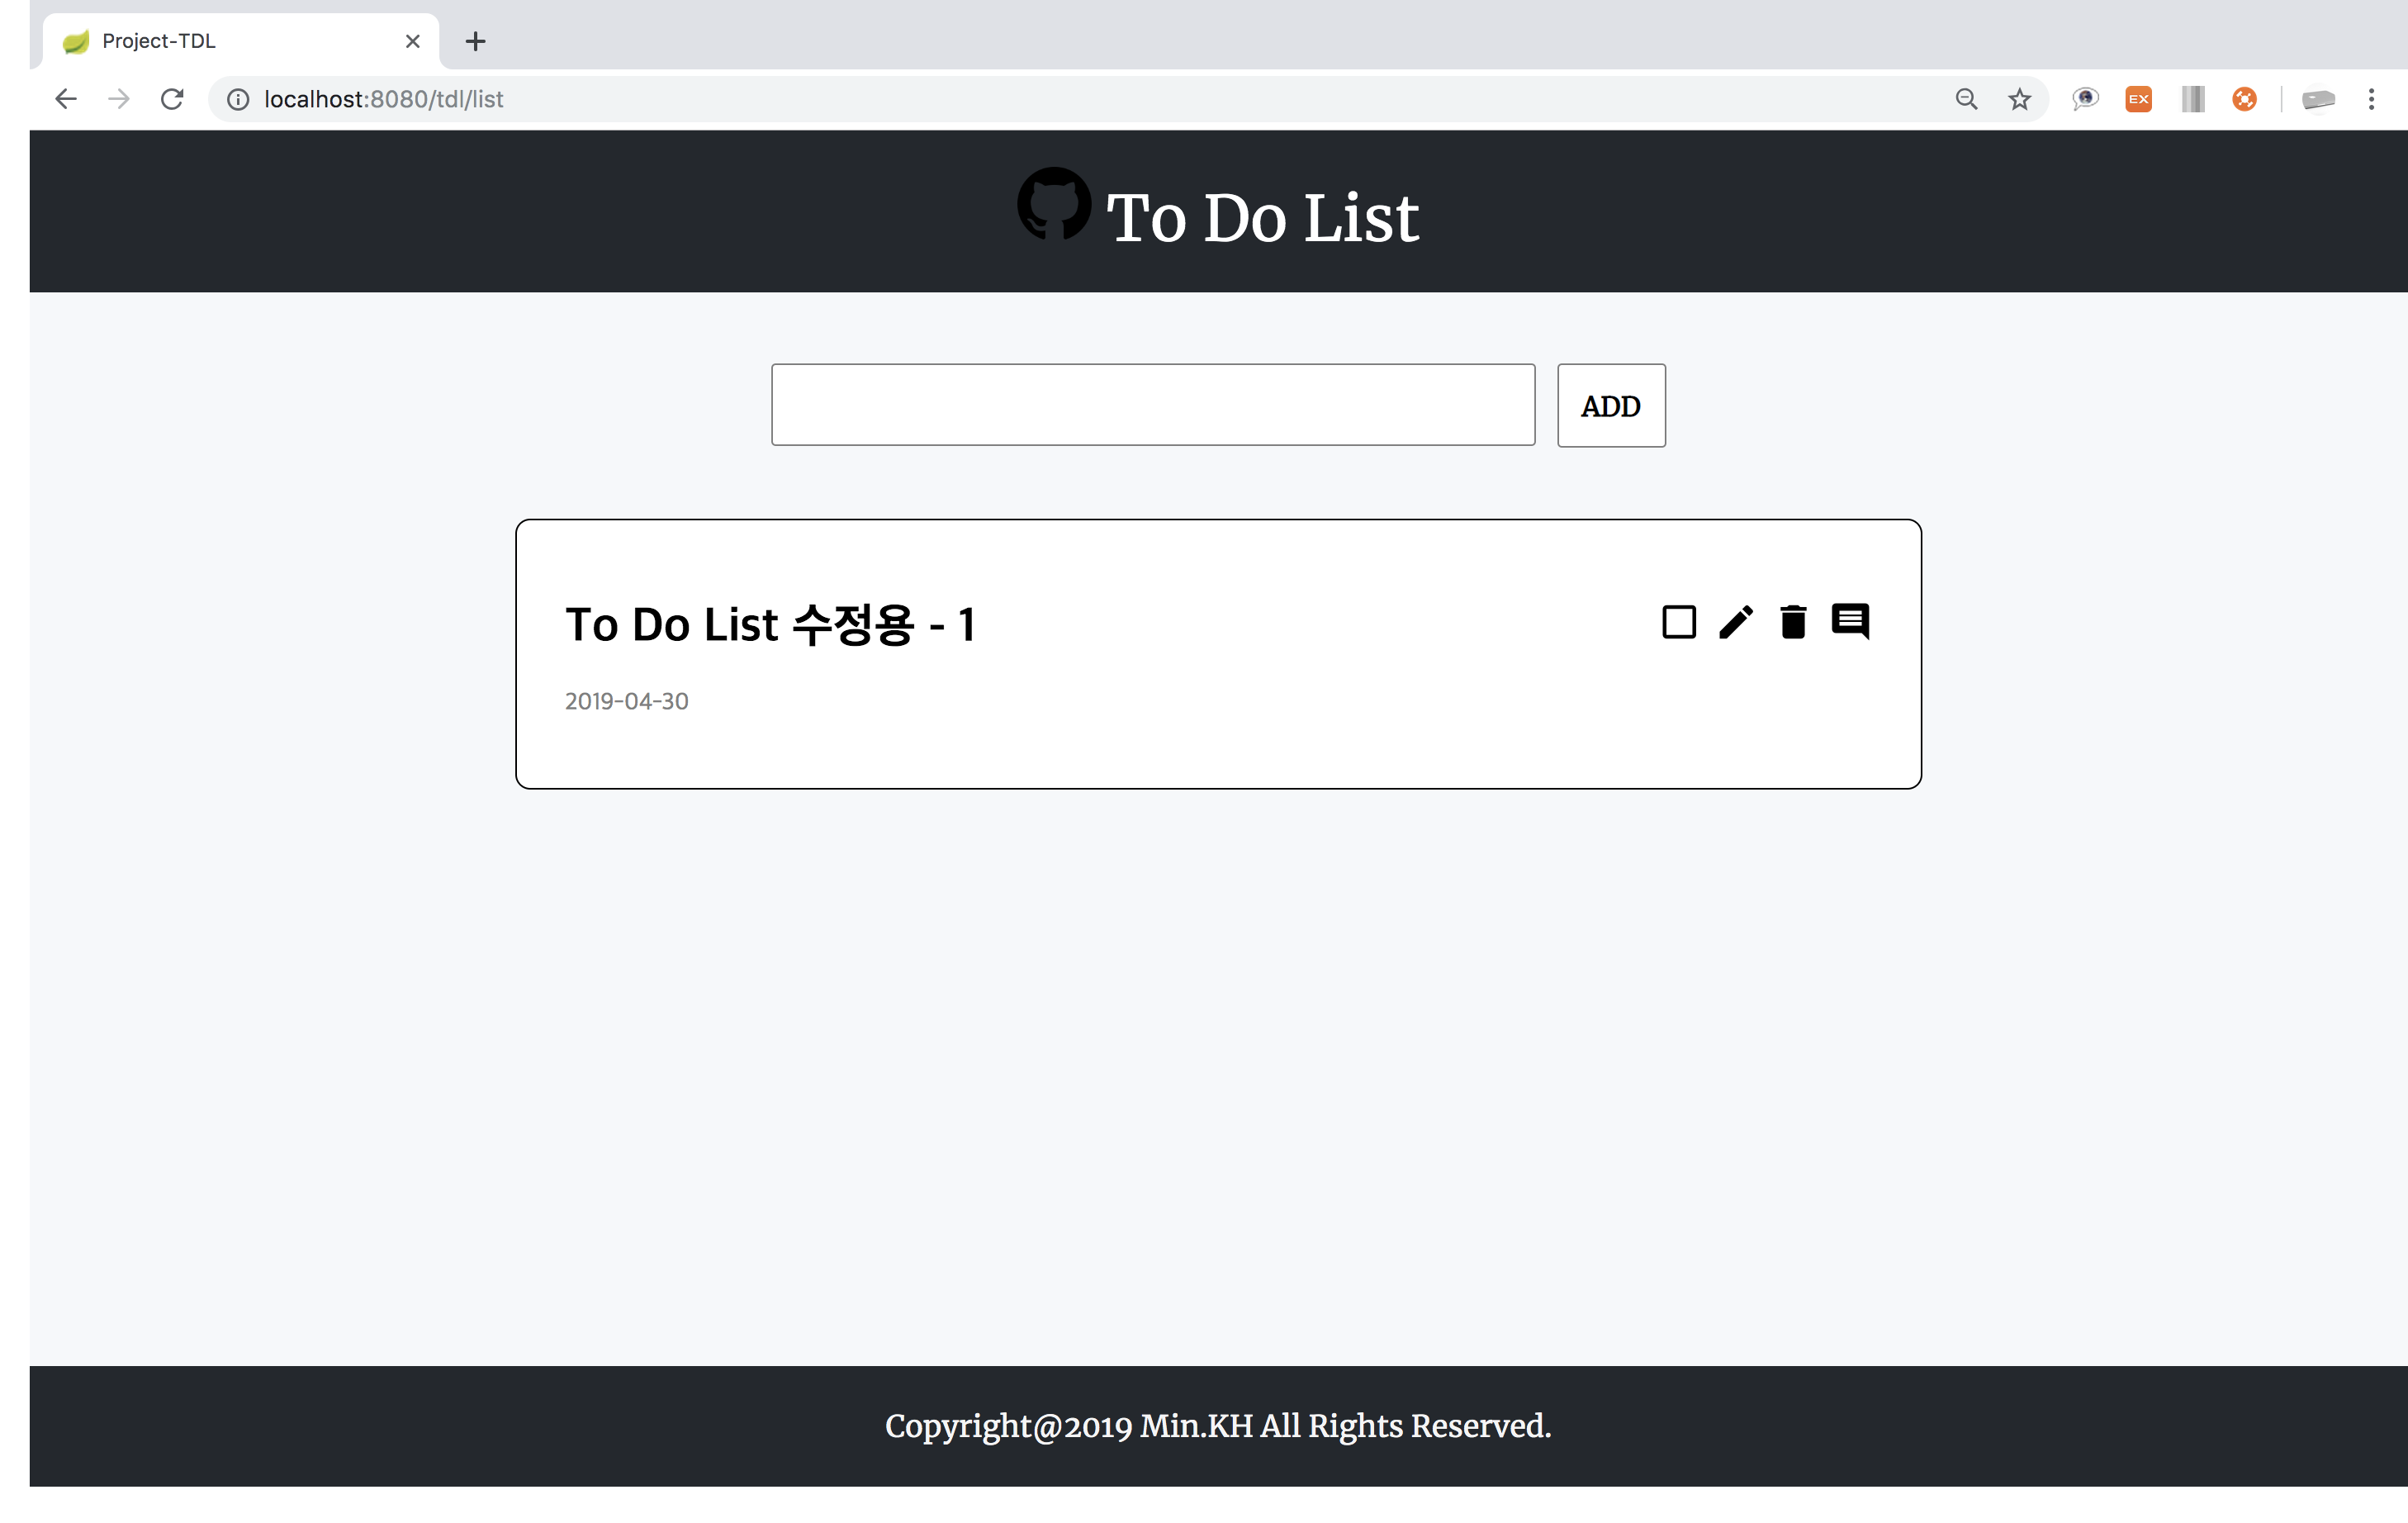 Project-TDL
localhost:8080/tdl/list
EX
To Do List
ADD
To Do List 수정용 - 1
2019-04-30
Copyright@2019 Min.KH All Rights Reserved.